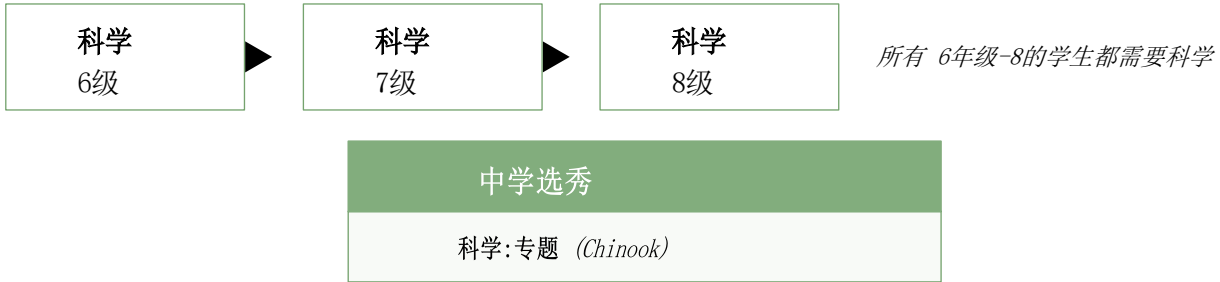 科学
6级
科学
7级
科学
8级
所有 6年级-8的学生都需要科学
中学选秀
科学:专题 (Chinook)